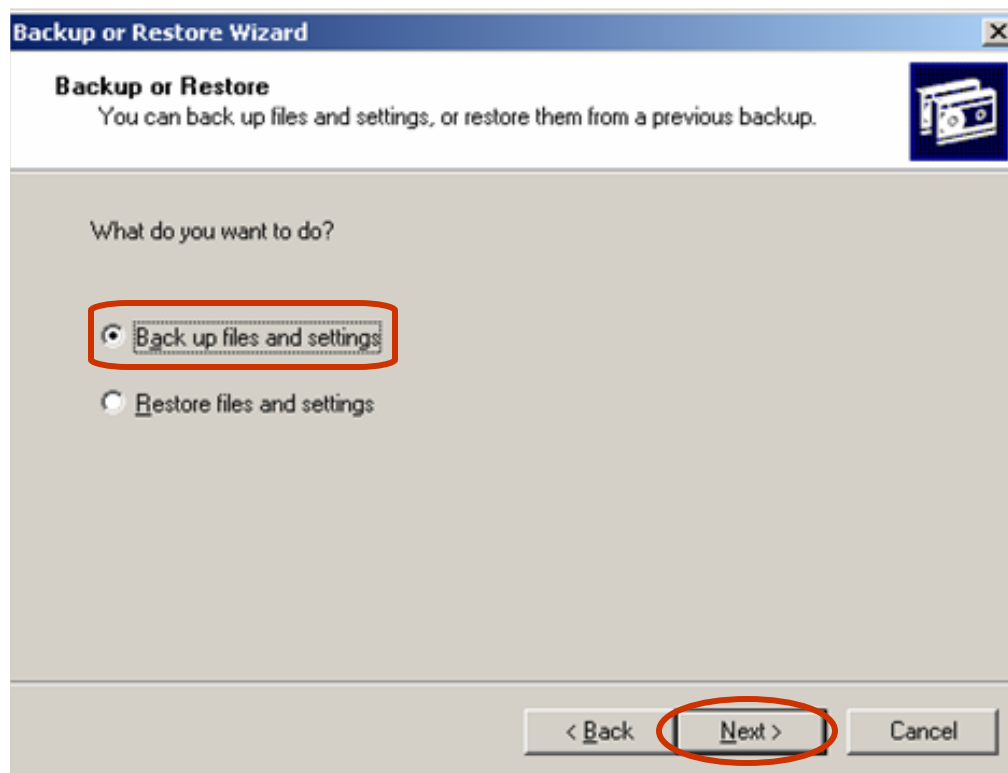 Backup or Restore Wizard
Backup or Restore
You can back up files and settings, or restore them from a previous backup.
What do you want to do?
Back up files and settings
Restore files and settings
< Back Next > Cancel